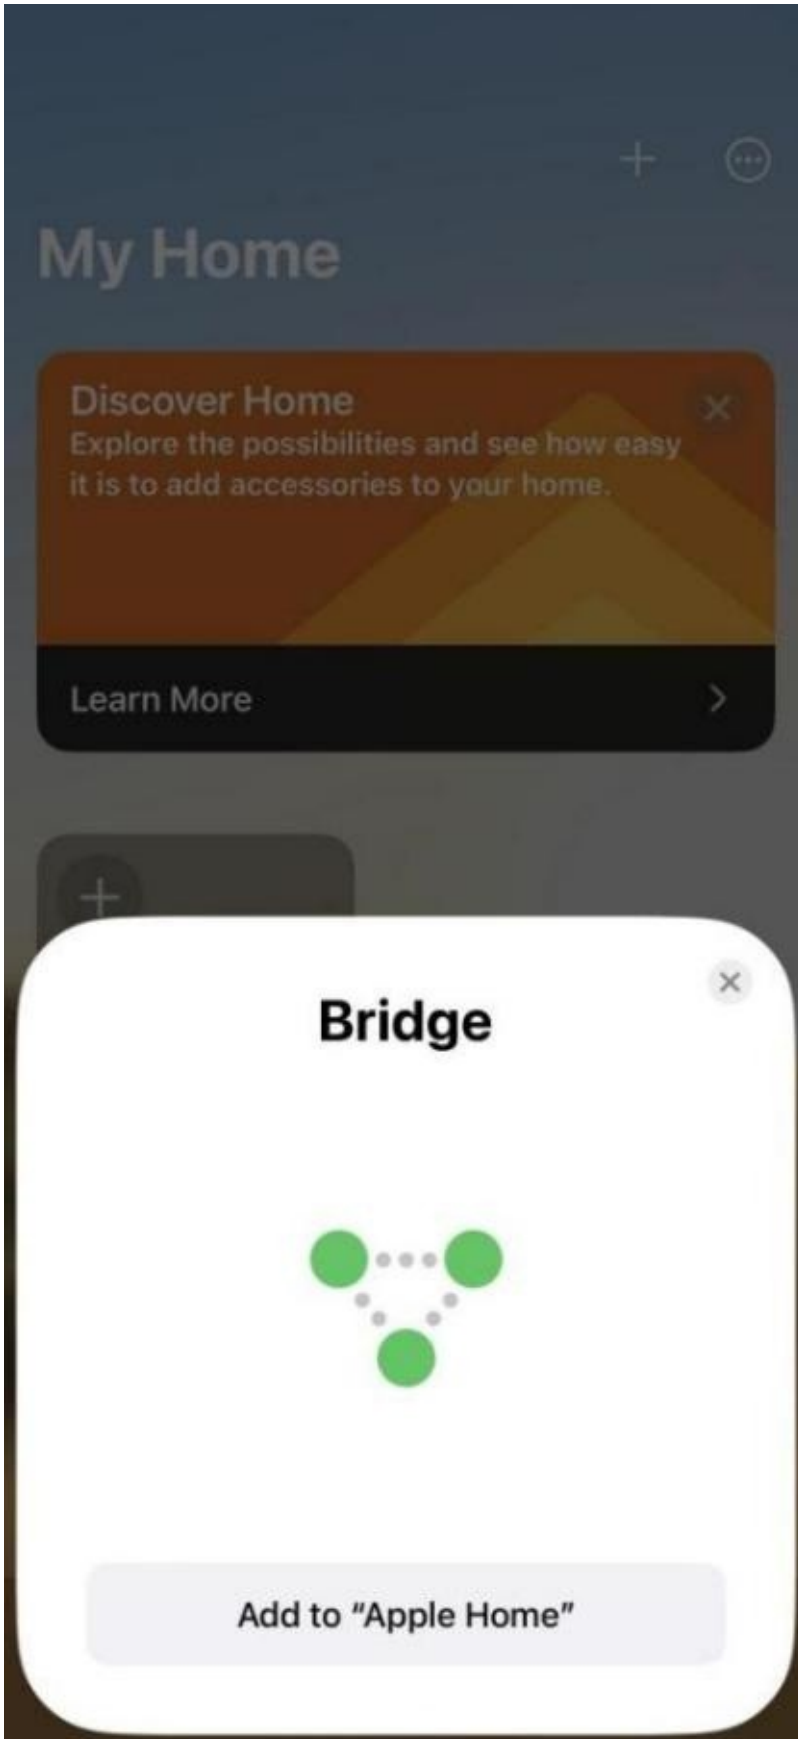 My Home
Discover Home
Explore the possibilities and see how easy
it is to add accessories to your home.
Learn More
Bridge
Add to “Apple Home”